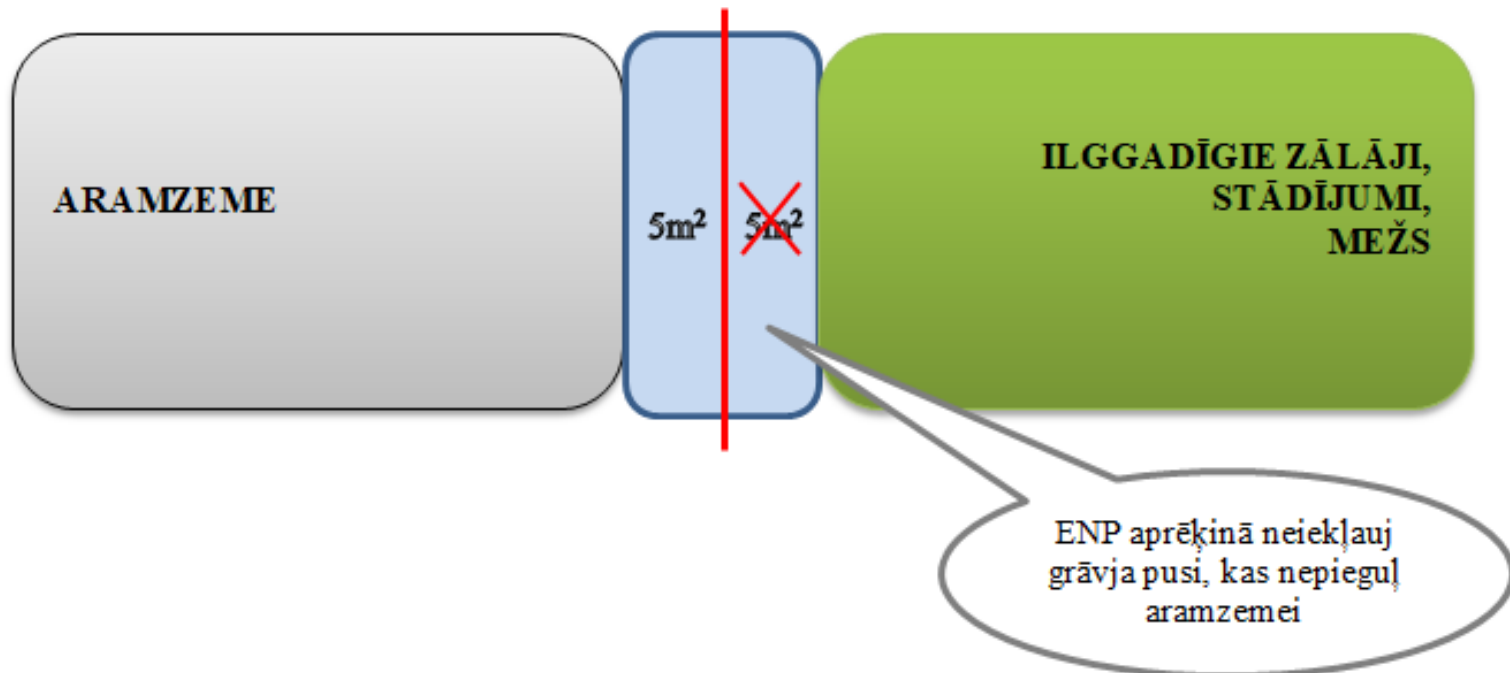 ARAMZEME
5m²
5m²
ILGGADĪGIE ZĀLĀJI,
STĀDĪJUMI,
MEŽS
ENP aprēķinā neiekļauj
grāvja pusi, kas nepieguļ
aramzemei